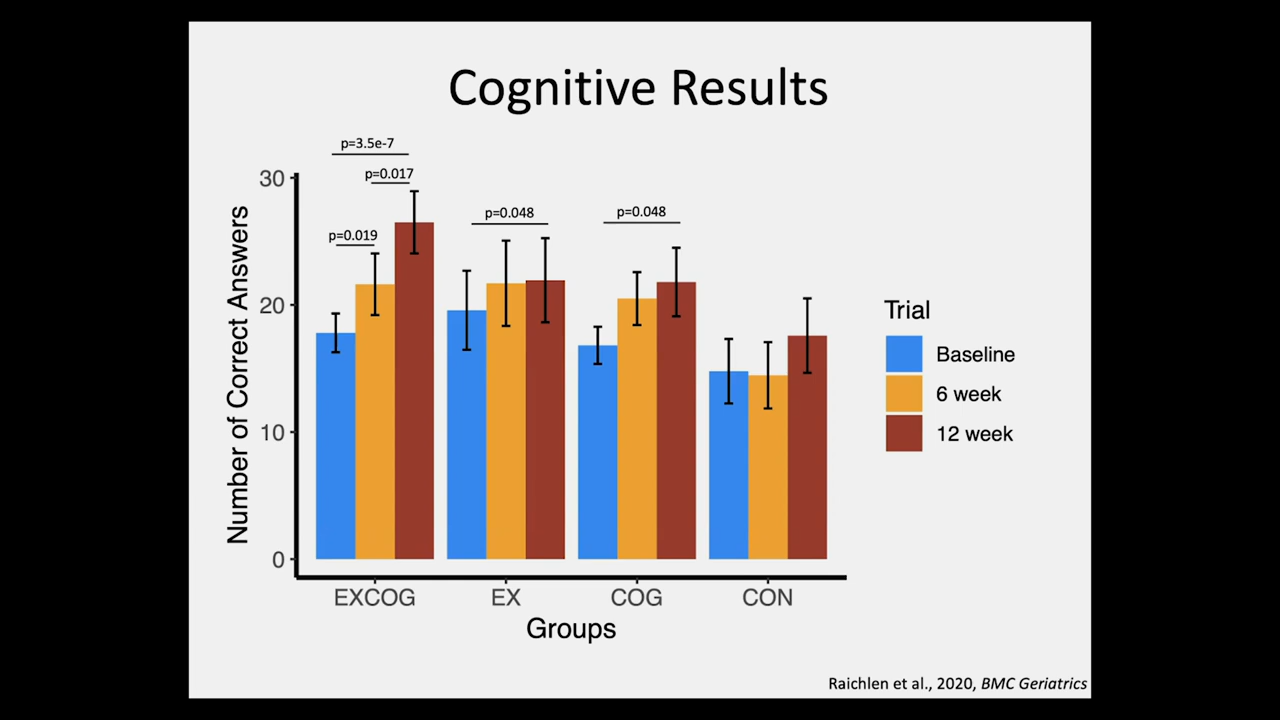 Cognitive Results
p=3.5e-7
p=0.017
p=0.019
p=0.048
p=0.048
30
20
10
0
Number of Correct Answers
EXCOG
EX
COG
CON
Groups
Trial
Baseline
6 week
12 week
Raichlen et al., 2020, BMC Geriatrics